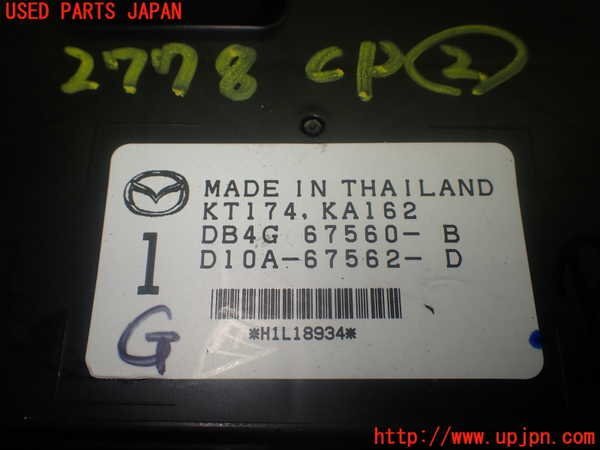 USED PARTS JAPAN
2778 CP②
MADE IN THAILAND
KT174, KA162
DB4G 67560- B
1
D10A-67562- D
*H1L18934*
G
http://www.upjpn.com/